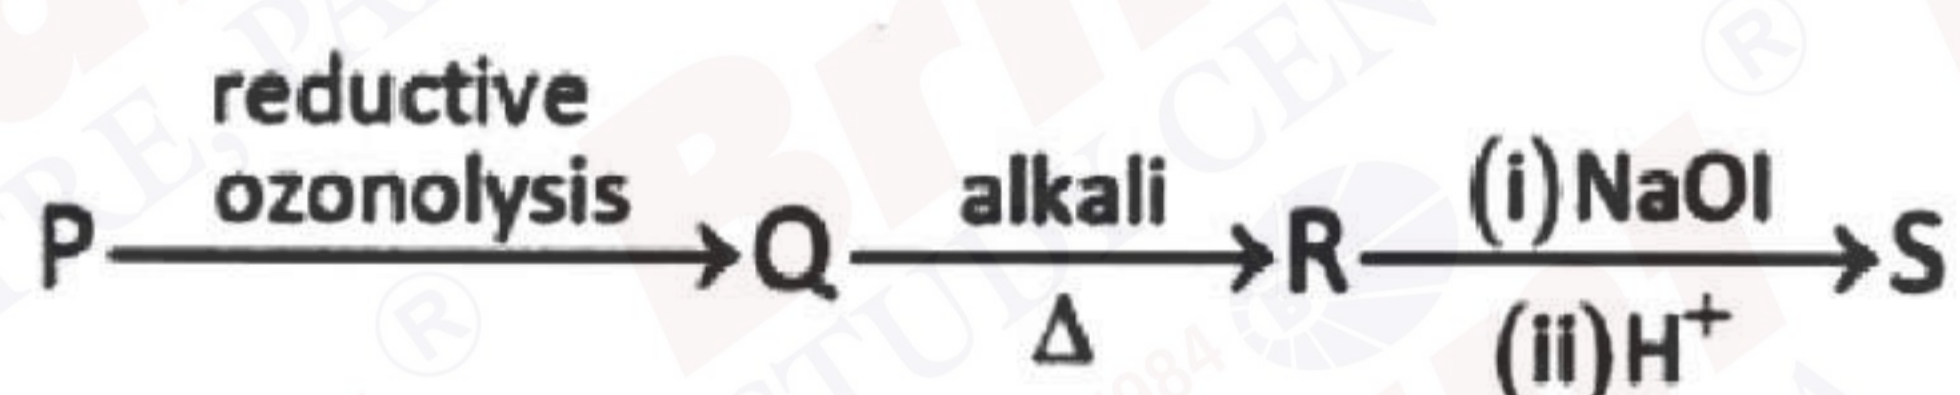 reductive
ozonolysis
P → Q
alkali
Δ
→ R
(i) NaOI
(ii) H⁺
→ S